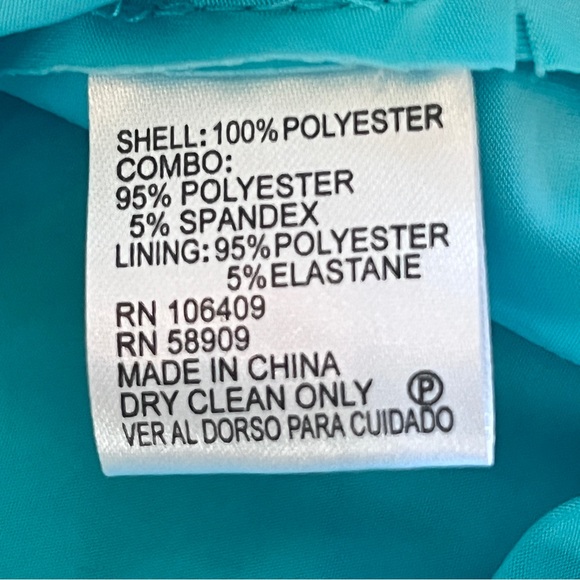 SHELL: 100% POLYESTER
COMBO:
95% POLYESTER
5% SPANDEX
LINING: 95% POLYESTER
5% ELASTANE
RN 106409
RN 58909
MADE IN CHINA
DRY CLEAN ONLY Ⓟ
VER AL DORSO PARA CUIDADO